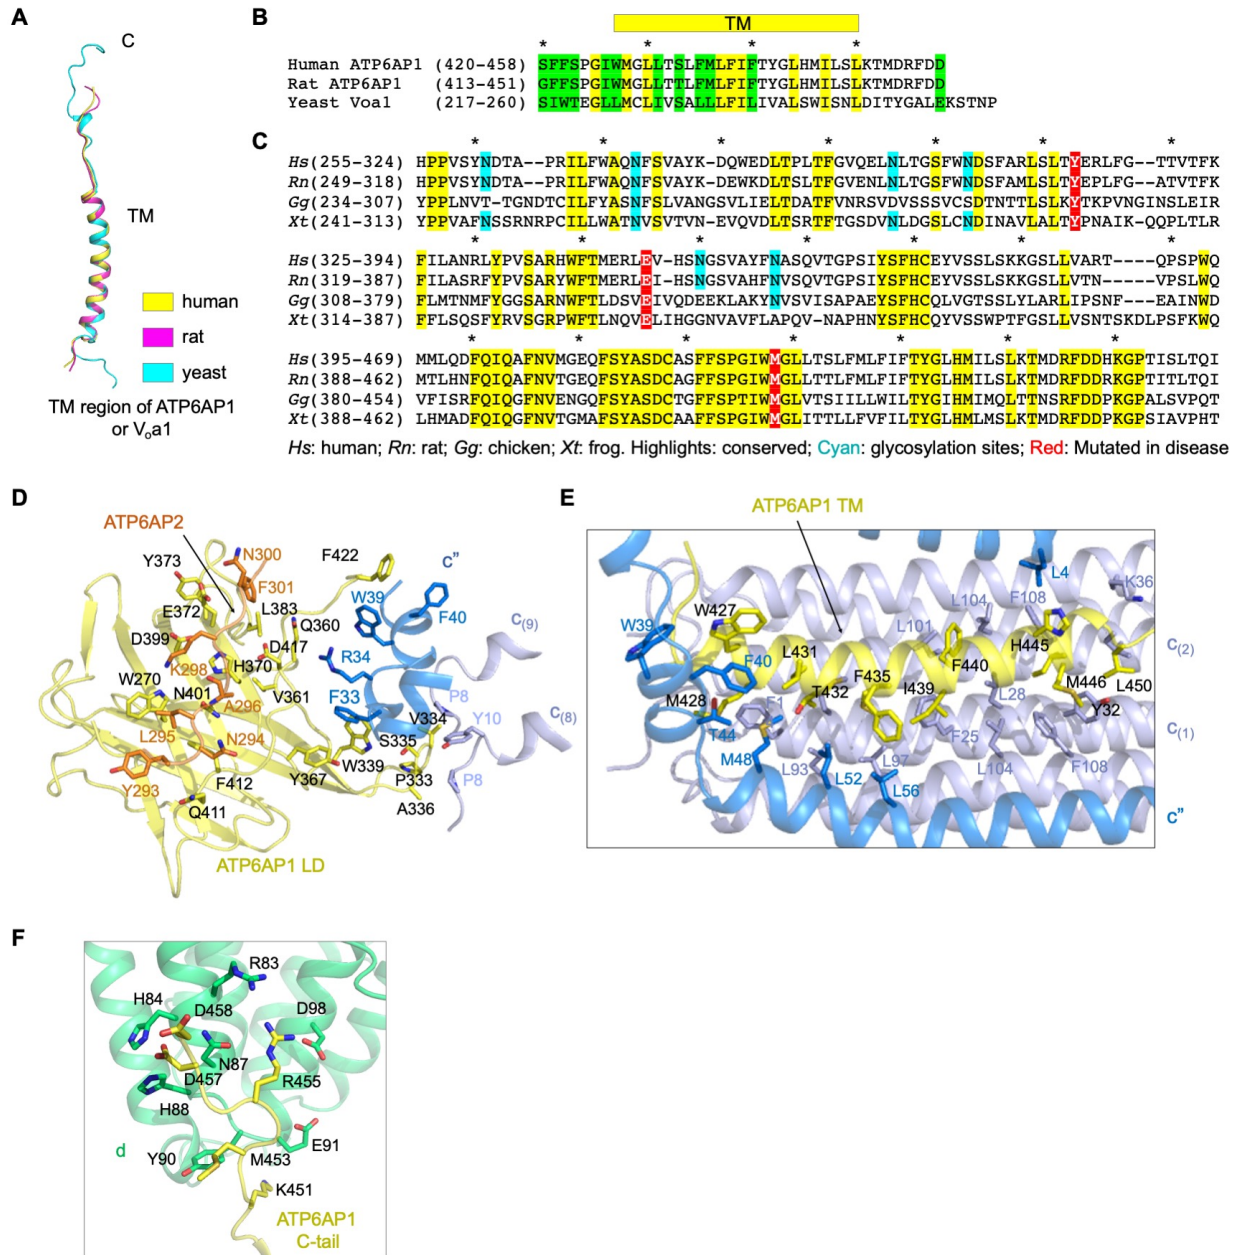 A
C
TM
human
rat
yeast
TM region of ATP6AP1
or Voa1
B
TM
* * * *
Human ATP6AP1 (420-458) SFFSPGIWMGLLTSLFMLFIFTYGLHMILSLKTMDRFDD
Rat ATP6AP1 (413-451) GFFSPGIWMGLLTTLFMLFIFTYGLHMILSLKTMDRFDD
Yeast Voa1 (217-260) SIWTEGLLMCLIVSALLLFILIVALSWISNLDITYGALEKSTNP
C
* * * * * * *
Hs(255-324) HPPVSYNDTA--PRILFWAQNFSVAYK-DQWEDLTPLTFGVQELNLTGSFWNDSFARLSLTYERLFG-TTVTFK
Rn(249-318) HPPVSYNDTA--PRILFWAQNFSVAYK-DEWKDLTSLTFGVENLNLTGSFWNDSFAMLSLTYEPLFG--ATVTFK
Gg(234-307) YPPLNVT-TGNDTCILFYASNFSLVANGSVLIELTDATFVNRSVDVSSSVCSDTNTTLSLKYTKPVNGINSLEIR
Xt(241-313) YPPVTAFNSSRNRPCILLWATNVSVTVN-EVQVDLTSRTFTGSDVNLDGSLCNDINAVLALTYPNAIK-QQPLTLR
* * * * * * *
Hs(325-394) FILANRLYPVSARHWFTMERLEV-HSNGSVAYFNASQVTGPSIYSFHCEYVSSLSKKGSLLVART----QPSPWQ
Rn(319-387) FILASRFYPVSARYWFTMERLEI-HSNGSVAHFNVSQVTGPSIYSFHCEYVSSVSKKGSLLVTN-----VPSLWQ
Gg(308-379) FLMTNMFYGGSARNWFTLDSVEIVQDEEKLAKYNVSVISAPAEYSFHCQLVGTSSLYLARLIPSNF---EAINWD
Xt(314-387) FFLSQSFYRVSGRPWFTLNQVELIHGGNVAVFLAPQV-NAPHNYSFHCQYVSSWPTFGSLLVSNTSKDLPSFKWQ
* * * * * * *
Hs(395-469) MMLQDFQIQAFNVMGEQFSYASDCASFFSPGIWMGLLTSLFMLFIFTYGLHMILSLKTMDRFDDHKGPTISLTQI
Rn(388-462) MTLHNFQIQAFNVTGEQFSYASDCAGFFSPGIWMGLLTTLFMLFIFTYGLHMILSLKTMDRFDDRKGPTITLTQI
Gg(380-454) VFISRFQIQGFNVENGQFSYASDCAGFFSPTIWMGLVTSIILLWILTYGIHMIMQLTTNSRFDDPKGPALSVPQT
Xt(388-462) LHMADFQIQGFNVTGMAFSYASDCAAFFSPGIWMGLITTLLFVFILTYGLHMLMSLKTMDRFDDPKGPSIAVPHT
Hs: human; Rn: rat; Gg: chicken; Xt: frog. Highlights: conserved; Cyan: glycosylation sites; Red: Mutated in disease
D
ATP6AP2
N300
Y373
F422
c"
F301
E372
L383
W39
F40
Q360
D399
D417
c(9)
K298
H370
R34
W270
N401
V361
A296
F33
P8
L295
N294
V334
Y10
c(8)
S335
Y293
F412
Y367
W339
P333
P8
Q411
A336
ATP6AP1 LD
E
ATP6AP1 TM
L4
K36
W427
L104
F108
W39
L101
L431
H445
c(2)
F40
F435
F440
M428
T432
I439
L28
M446
L450
F1
Y32
T44
F25
c(1)
M48
L93
L97
L104
F108
L52
L56
c"
F
R83
H84
D458
D98
N87
D457
R455
H88
d
Y90
M453
E91
K451
ATP6AP1
C-tail